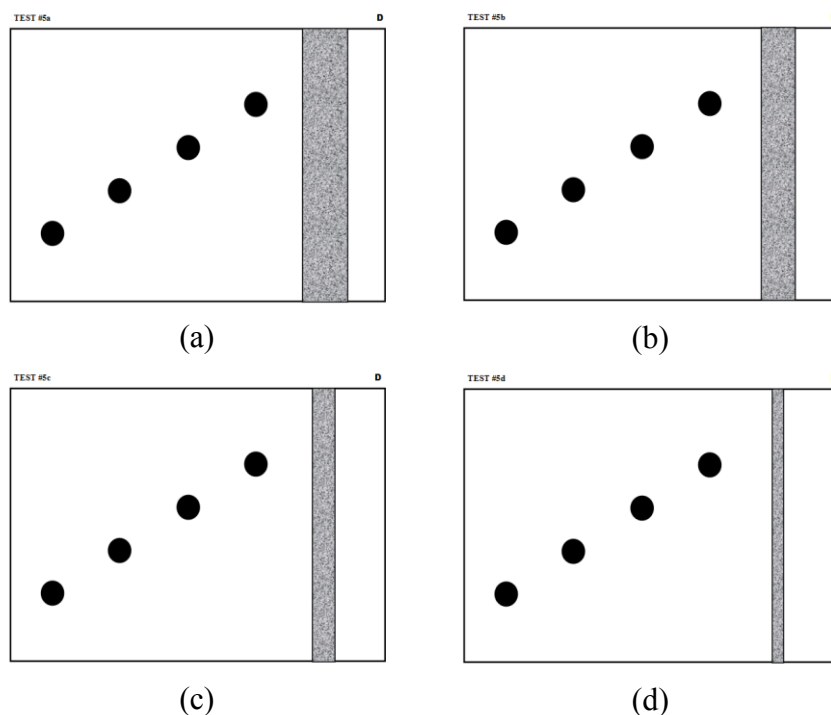 TEST #5a D
TEST #5b
(a)
(b)
TEST #5c D
TEST #5d
(c)
(d)